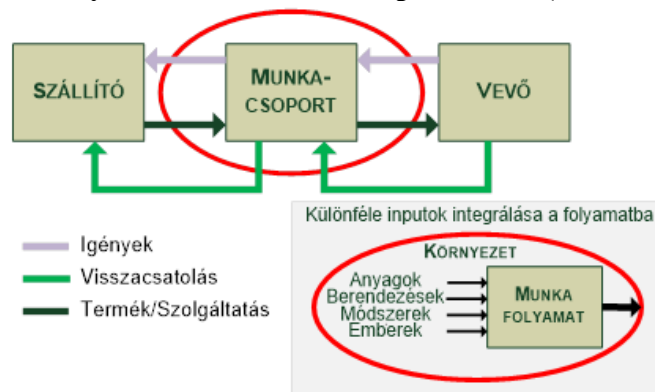 SZÁLLÍTÓ
MUNKA-
CSOPORT
VEVŐ
Igények
Visszacsatolás
Termék/Szolgáltatás
Különféle inputok integrálása a folyamatba
KÖRNYEZET
Anyagok
Berendezések
Módszerek
Emberek
MUNKA
FOLYAMAT